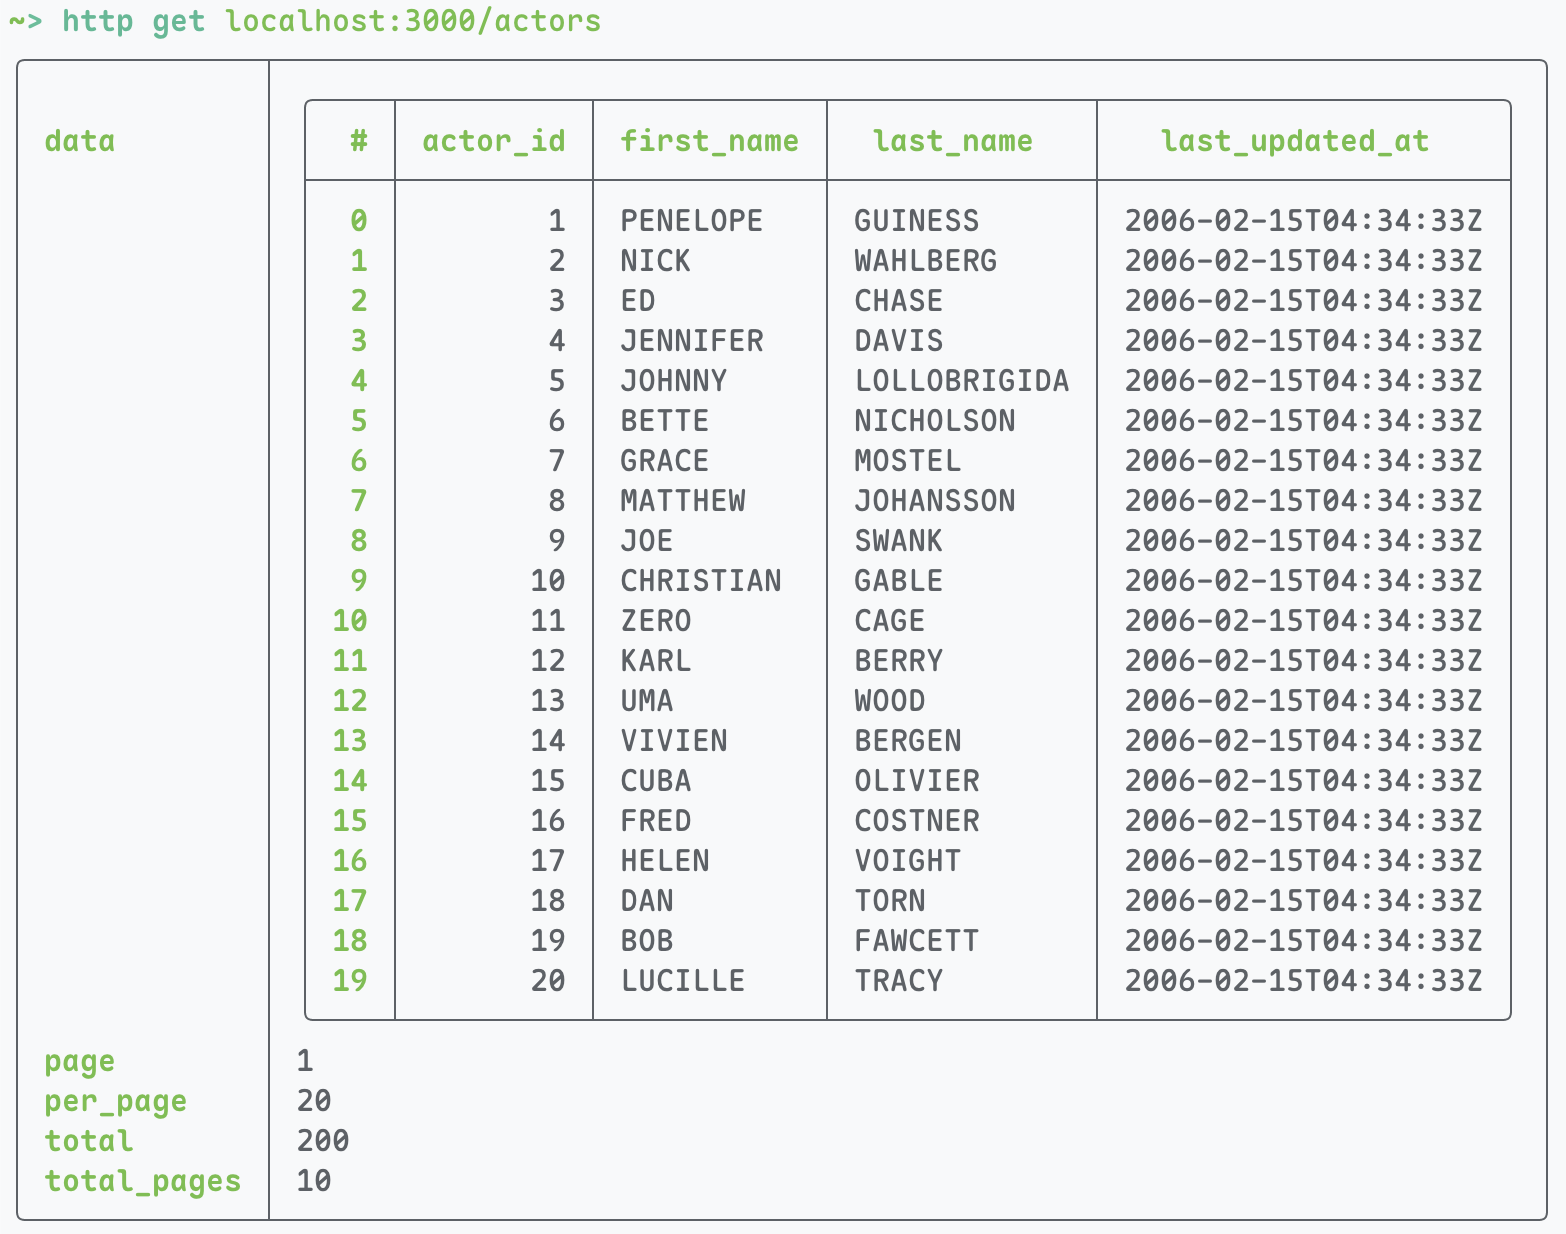 ~> http get localhost:3000/actors
data # actor_id first_name last_name last_updated_at
0 1 PENELOPE GUINESS 2006-02-15T04:34:33Z
1 2 NICK WAHLBERG 2006-02-15T04:34:33Z
2 3 ED CHASE 2006-02-15T04:34:33Z
3 4 JENNIFER DAVIS 2006-02-15T04:34:33Z
4 5 JOHNNY LOLLOBRIGIDA 2006-02-15T04:34:33Z
5 6 BETTE NICHOLSON 2006-02-15T04:34:33Z
6 7 GRACE MOSTEL 2006-02-15T04:34:33Z
7 8 MATTHEW JOHANSSON 2006-02-15T04:34:33Z
8 9 JOE SWANK 2006-02-15T04:34:33Z
9 10 CHRISTIAN GABLE 2006-02-15T04:34:33Z
10 11 ZERO CAGE 2006-02-15T04:34:33Z
11 12 KARL BERRY 2006-02-15T04:34:33Z
12 13 UMA WOOD 2006-02-15T04:34:33Z
13 14 VIVIEN BERGEN 2006-02-15T04:34:33Z
14 15 CUBA OLIVIER 2006-02-15T04:34:33Z
15 16 FRED COSTNER 2006-02-15T04:34:33Z
16 17 HELEN VOIGHT 2006-02-15T04:34:33Z
17 18 DAN TORN 2006-02-15T04:34:33Z
18 19 BOB FAWCETT 2006-02-15T04:34:33Z
19 20 LUCILLE TRACY 2006-02-15T04:34:33Z
page 1
per_page 20
total 200
total_pages 10